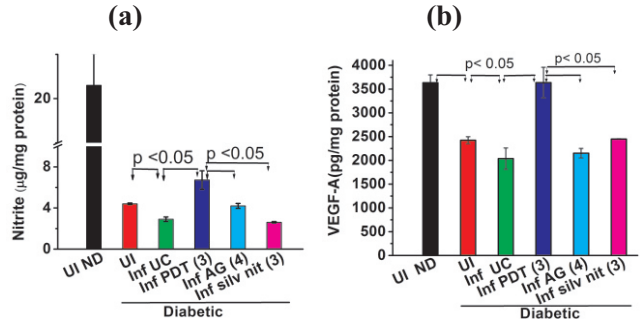 (a)
Nitrite (µg/mg protein)
20
8
4
0
p <0.05
p <0.05
UI ND
UI
Inf UC
Inf PDT (3)
Inf AG (4)
Inf silv nit (3)
Diabetic
(b)
VEGF-A(pg/mg protein)
4000
3500
3000
2500
2000
1500
1000
500
0
p< 0.05
p< 0.05
UI ND
UI
Inf UC
Inf PDT (3)
Inf AG (4)
Inf silv nit (3)
Diabetic